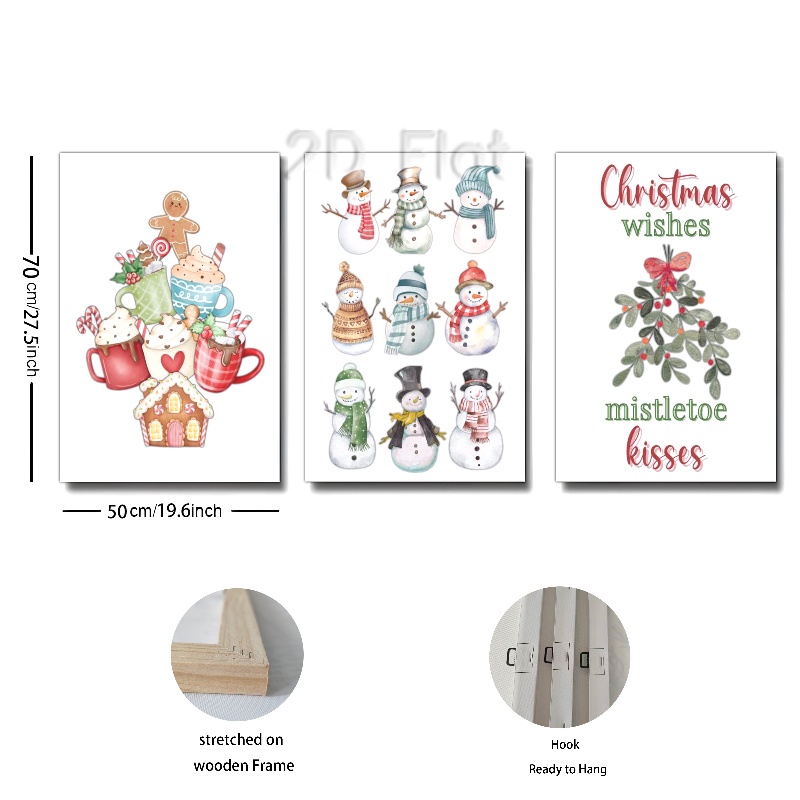 2D Flat
Christmas
wishes
mistletoe
kisses
70 cm/27.5inch
50cm/19.6inch
stretched on
wooden Frame
Hook
Ready to Hang